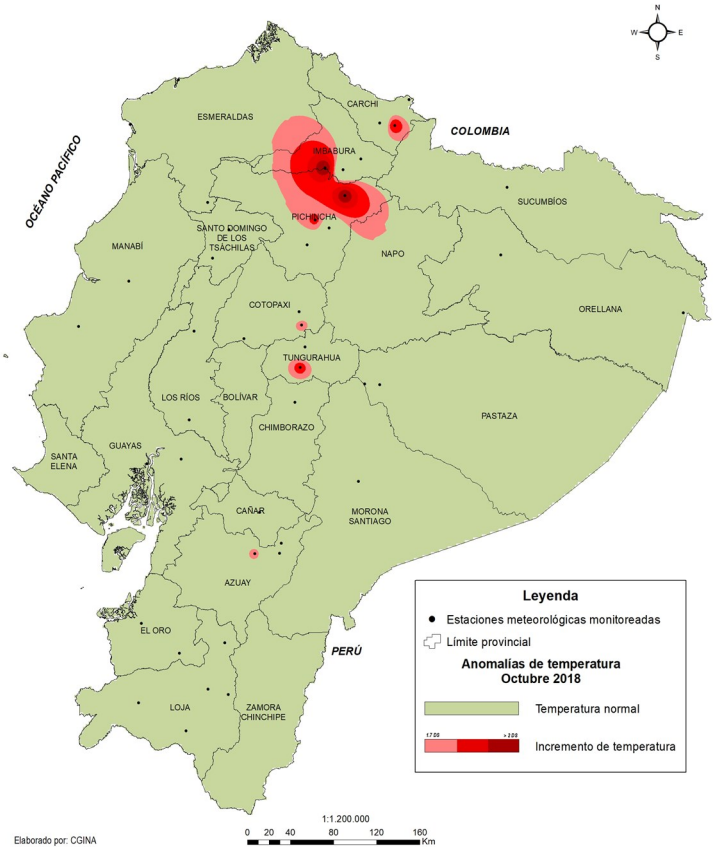 N
W
E
S
CARCHI
ESMERALDAS
COLOMBIA
IMBABURA
OCÉANO PACÍFICO
SUCUMBÍOS
PICHINCHA
SANTO DOMINGO
DE LOS
TSÁCHILAS
MANABÍ
NAPO
COTOPAXI
ORELLANA
TUNGURAHUA
LOS RÍOS
BOLÍVAR
PASTAZA
CHIMBORAZO
GUAYAS
SANTA
ELENA
CAÑAR
MORONA
SANTIAGO
AZUAY
EL ORO
PERÚ
LOJA
ZAMORA
CHINCHIPE
Leyenda
Estaciones meteorológicas monitoreadas
Límite provincial
Anomalías de temperatura
Octubre 2018
Temperatura normal
Incremento de temperatura
1:1.200.000
0 10 20 40 80 120 160
Km
Elaborado por: CGINA